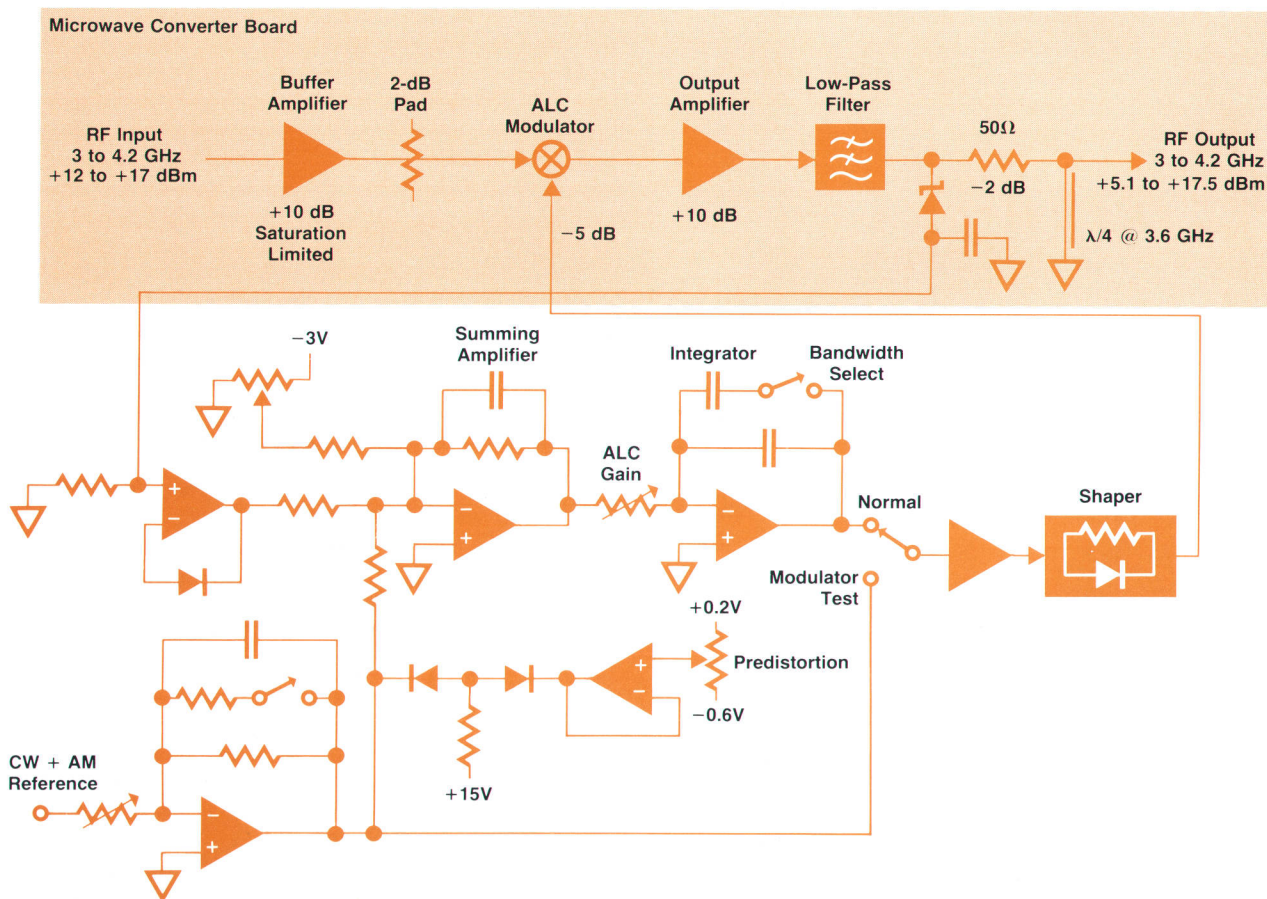 Microwave Converter Board
Buffer
Amplifier
2-dB
Pad
ALC
Modulator
Output
Amplifier
Low-Pass
Filter
50Ω
RF Input
3 to 4.2 GHz
+12 to +17 dBm
RF Output
3 to 4.2 GHz
+5.1 to +17.5 dBm
−2 dB
+10 dB
Saturation
Limited
−5 dB
+10 dB
λ/4 @ 3.6 GHz
−3V
Summing
Amplifier
Integrator
Bandwidth
Select
ALC
Gain
+
−
−
+
−
+
Normal
Shaper
Modulator
Test
+0.2V
+
−
Predistortion
−0.6V
CW + AM
Reference
+15V
−
+